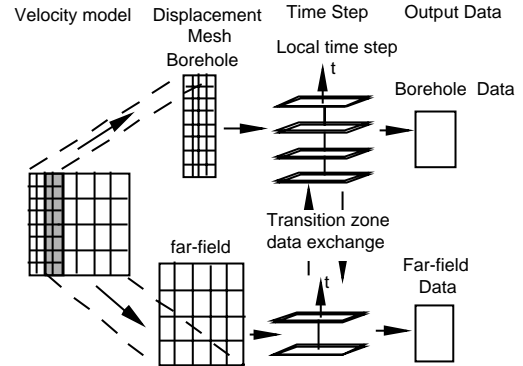 Velocity model
Displacement
Mesh
Borehole
Time Step
Local time step
t
Output Data
Borehole Data
Transition zone
data exchange
far-field
t
Far-field
Data